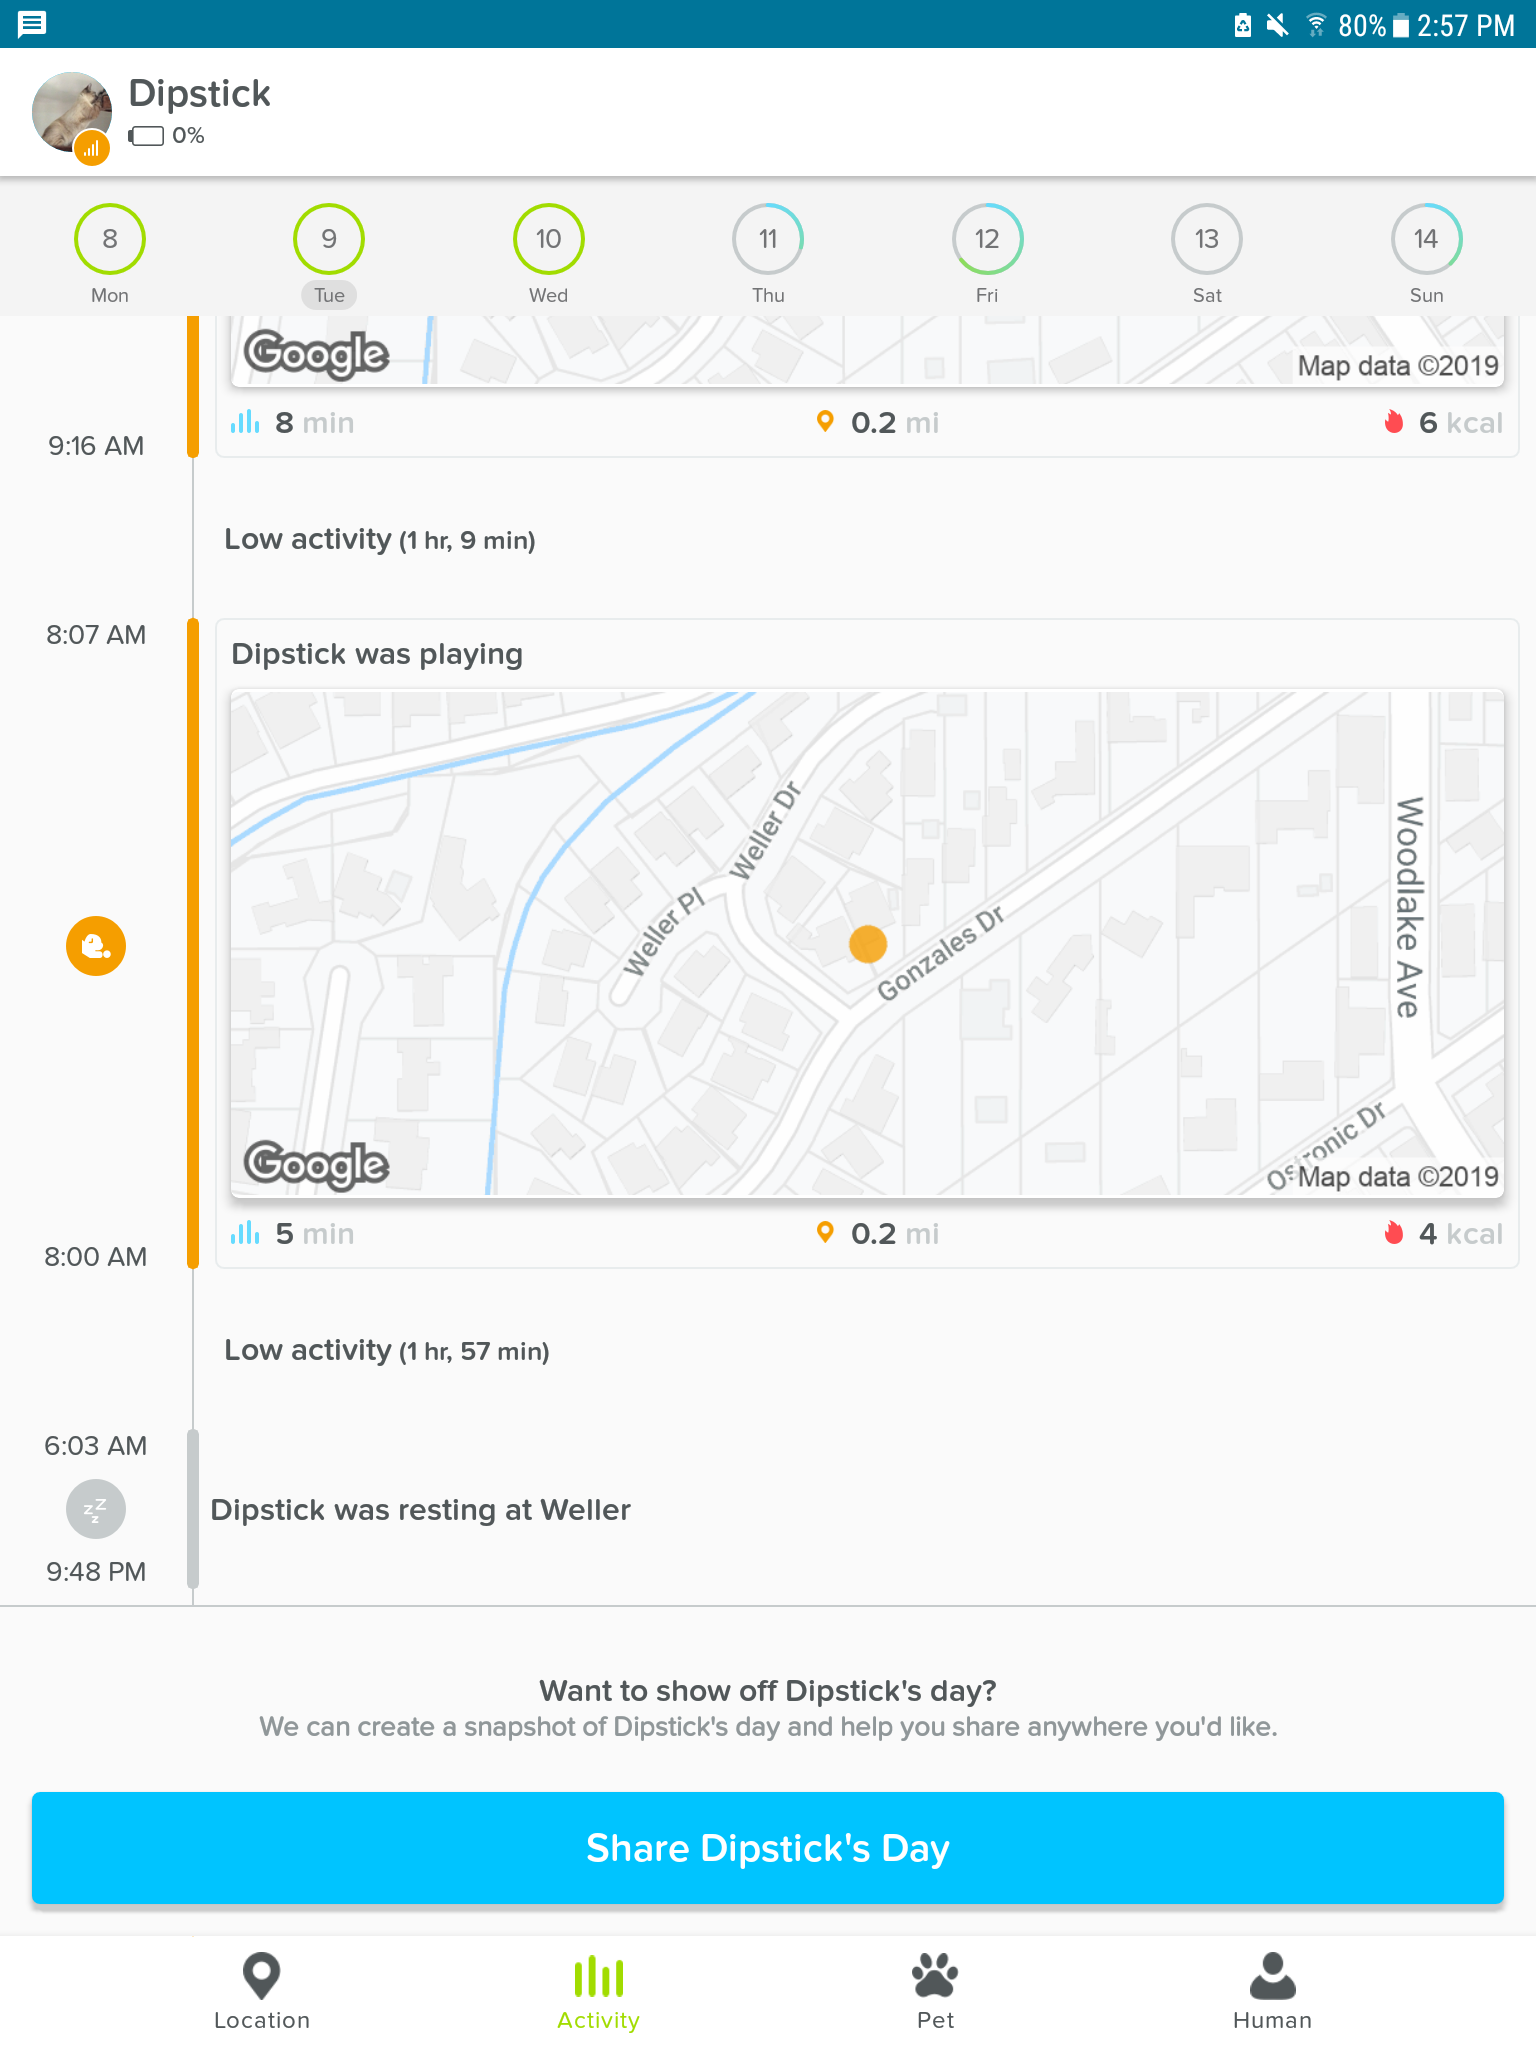 80% 2:57 PM
Dipstick
0%
8 9 10 11 12 13 14
Mon Tue Wed Thu Fri Sat Sun
Google Map data ©2019
8 min 0.2 mi 6 kcal
9:16 AM
Low activity (1 hr, 9 min)
8:07 AM
Dipstick was playing
Weller Dr
Woodlake Ave
Weller Pl
Gonzales Dr
Google Map data ©2019
5 min 0.2 mi 4 kcal
8:00 AM
Low activity (1 hr, 57 min)
6:03 AM
zzz
Dipstick was resting at Weller
9:48 PM
Want to show off Dipstick's day?
We can create a snapshot of Dipstick's day and help you share anywhere you'd like.
Share Dipstick's Day
Location Activity Pet Human